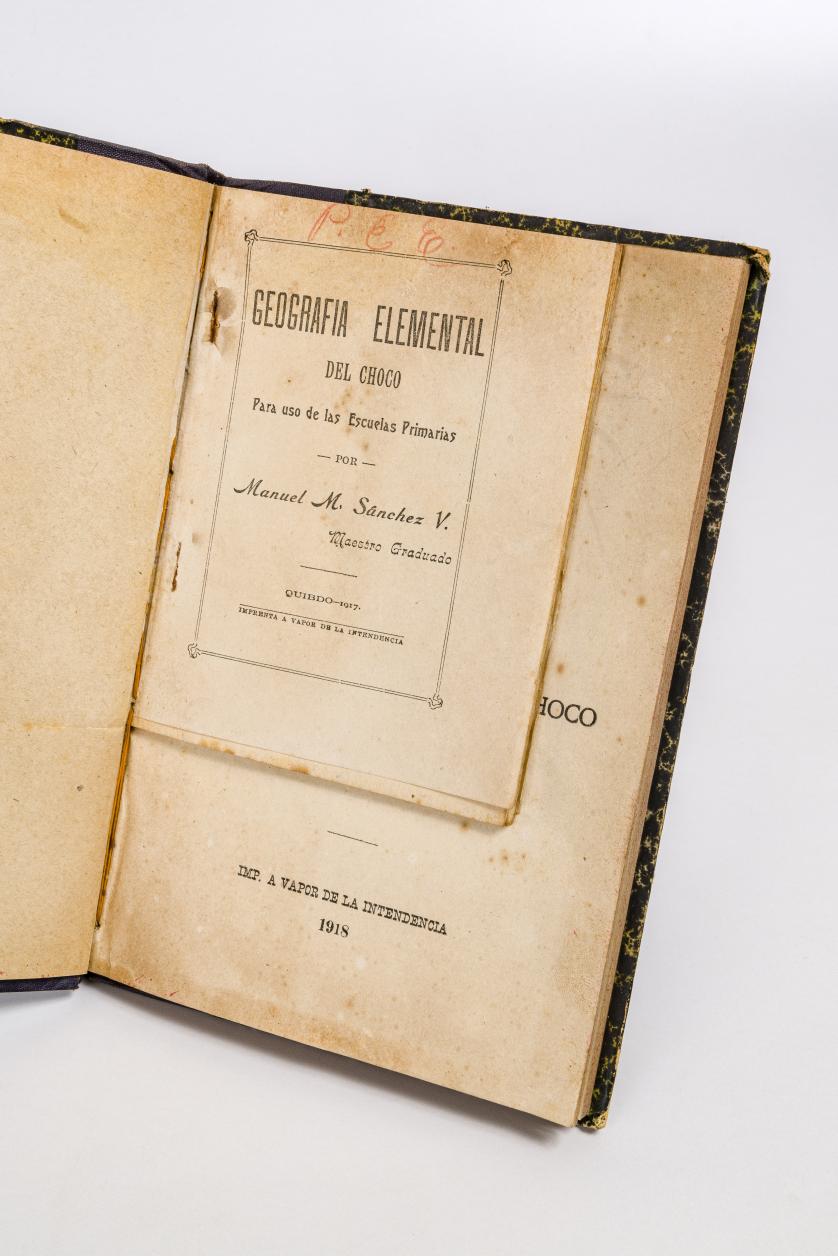 P. E. E.
GEOGRAFIA ELEMENTAL
DEL CHOCO
Para uso de las Escuelas Primarias
— POR —
Manuel M. Sánchez V.
Maestro Graduado
QUIBDO—1917.
IMPRENTA A VAPOR DE LA INTENDENCIA
HOCO
IMP. A VAPOR DE LA INTENDENCIA
1918